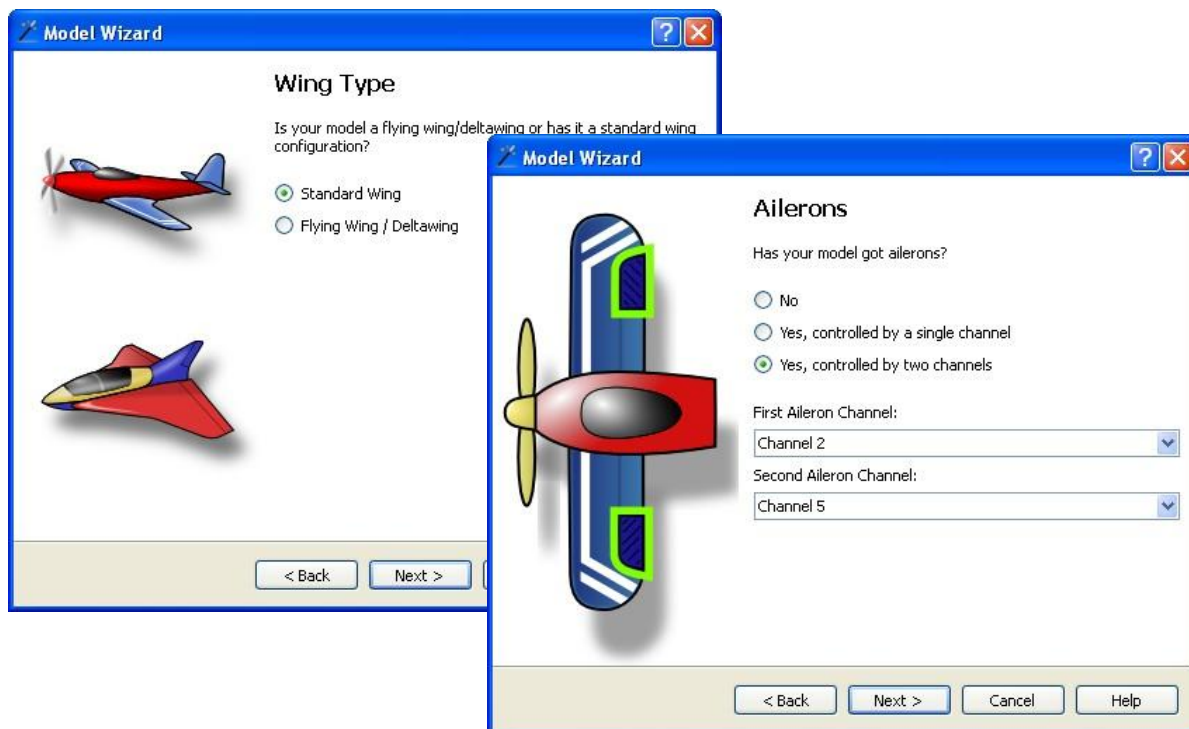 Model Wizard
Wing Type
Is your model a flying wing/deltawing or has it a standard wing
configuration?
Standard Wing
Flying Wing / Deltawing
< Back
Next >
Model Wizard
Ailerons
Has your model got ailerons?
No
Yes, controlled by a single channel
Yes, controlled by two channels
First Aileron Channel:
Channel 2
Second Aileron Channel:
Channel 5
< Back
Next >
Cancel
Help